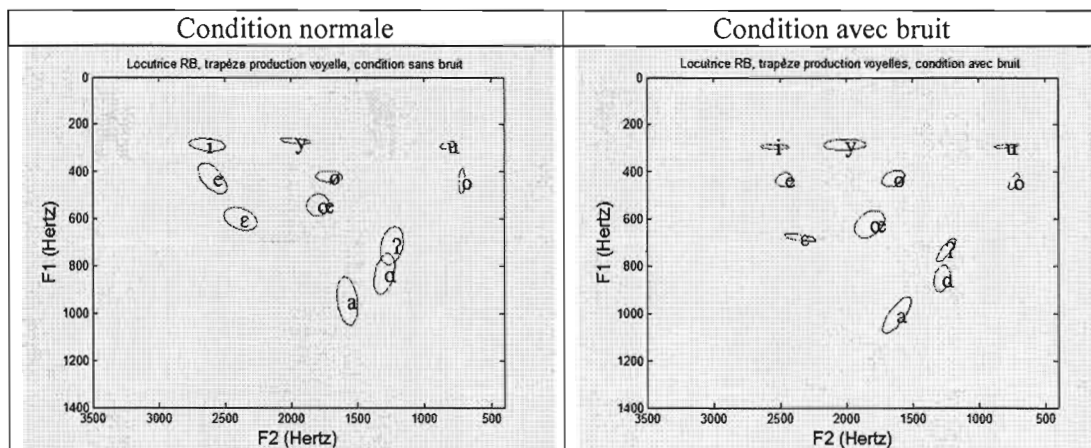 Condition normale
Condition avec bruit
Locutrice RB, trapèze production voyelle, condition sans bruit
0
200
400
600
800
1000
1200
1400
F1 (Hertz)
3500
3000
2500
2000
1500
1000
500
F2 (Hertz)
i
y
u
e
ø
o
ɛ
œ
ʔ
ɑ
a
Locutrice RB, trapèze production voyelles, condition avec bruit
0
200
400
600
800
1000
1200
1400
F1 (Hertz)
3500
3000
2500
2000
1500
1000
500
F2 (Hertz)
i
y
u
e
ø
o
ɛ
œ
ʔ
ɑ
a